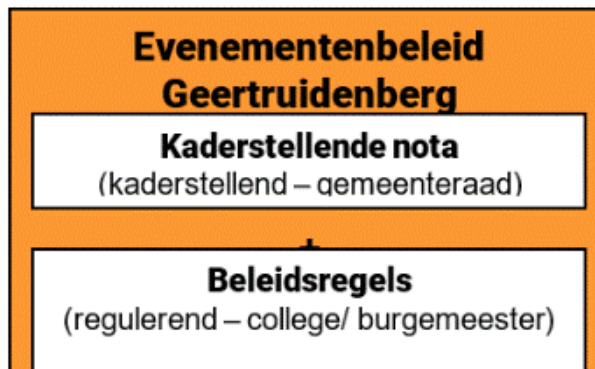 Evenementenbeleid
Geertruidenberg
Kaderstellende nota
(kaderstellend – gemeenteraad)
+
Beleidsregels
(regulerend – college/ burgemeester)